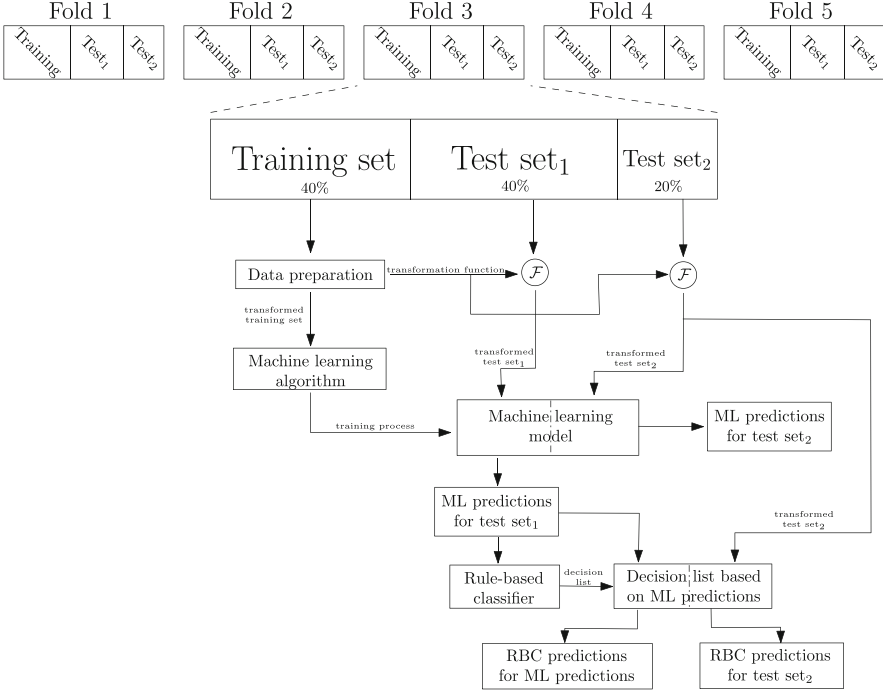 Fold 1 Fold 2 Fold 3 Fold 4 Fold 5
Training Test₁ Test₂ Training Test₁ Test₂ Training Test₁ Test₂ Training Test₁ Test₂ Training Test₁ Test₂
Training set Test set₁ Test set₂
40% 40% 20%
Data preparation
transformation function
ℱ
ℱ
transformed
training set
Machine learning
algorithm
transformed
test set₁
transformed
test set₂
training process
Machine learning
model
ML predictions
for test set₂
ML predictions
for test set₁
transformed
test set₂
Rule-based
classifier
decision
list
Decision list based
on ML predictions
RBC predictions
for ML predictions
RBC predictions
for test set₂